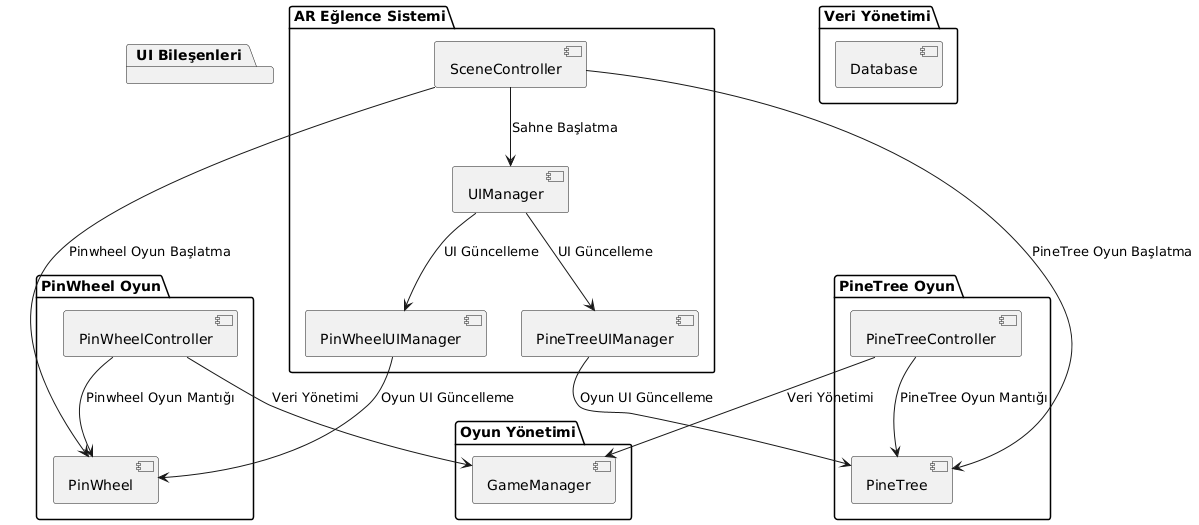 AR Eğlence Sistemi
Veri Yönetimi
UI Bileşenleri
SceneController
Database
Sahne Başlatma
UIManager
Pinwheel Oyun Başlatma
UI Güncelleme
UI Güncelleme
PineTree Oyun Başlatma
PinWheel Oyun
PineTree Oyun
PinWheelController
PinWheelUIManager
PineTreeUIManager
PineTreeController
Pinwheel Oyun Mantığı
Veri Yönetimi
Oyun UI Güncelleme
Oyun UI Güncelleme
Veri Yönetimi
PineTree Oyun Mantığı
Oyun Yönetimi
PinWheel
GameManager
PineTree